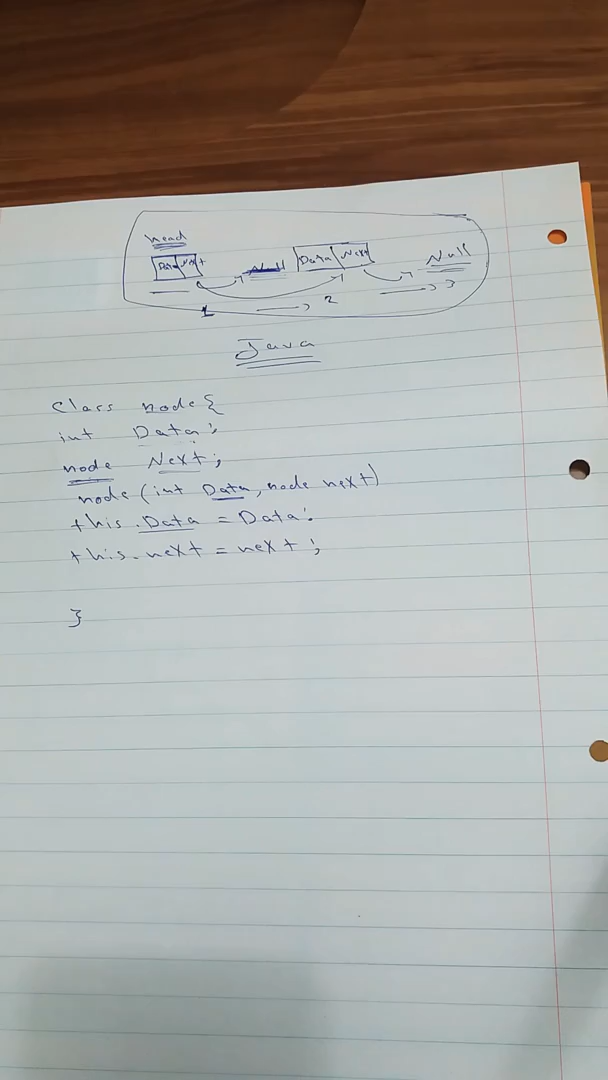 head
Data Next Null Data Next Null
1 2 3
Java
class node{
int Data;
node Next;
node(int Data, node next)
this.Data = Data;
this.next = next;
}